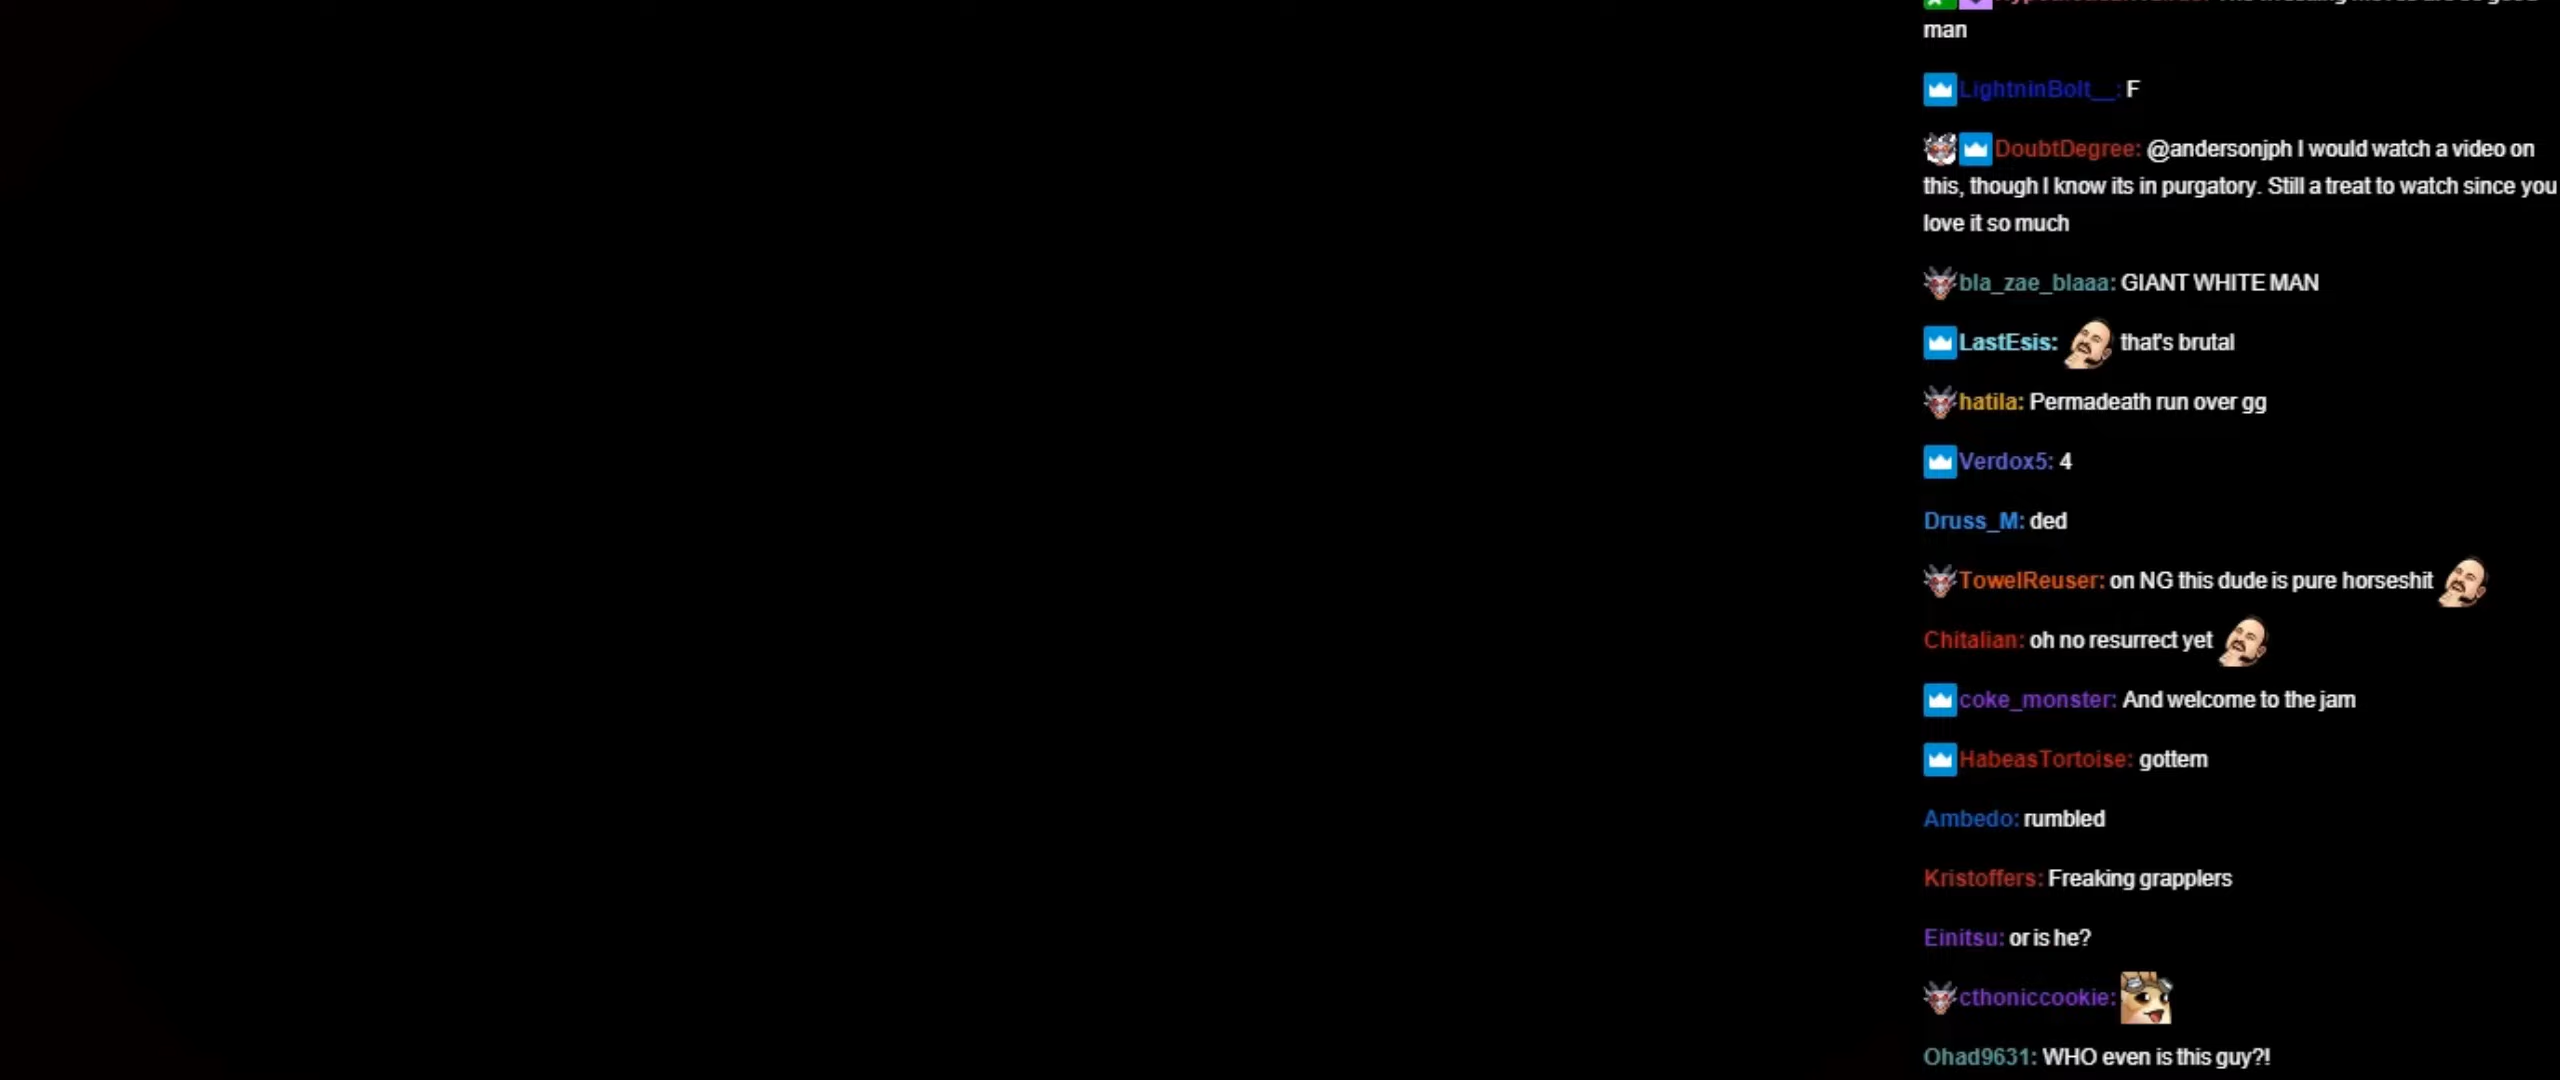 man
LightninBolt__: F
DoubtDegree: @andersonjph I would watch a video on
this, though I know its in purgatory. Still a treat to watch since you
love it so much
bla_zae_blaaa: GIANT WHITE MAN
LastEsis: that's brutal
hatila: Permadeath run over gg
Verdox5: 4
Druss_M: ded
TowelReuser: on NG this dude is pure horseshit
Chitalian: oh no resurrect yet
coke_monster: And welcome to the jam
HabeasTortoise: gottem
Ambedo: rumbled
Kristoffers: Freaking grapplers
Einitsu: or is he?
cthoniccookie:
Ohad9631: WHO even is this guy?!